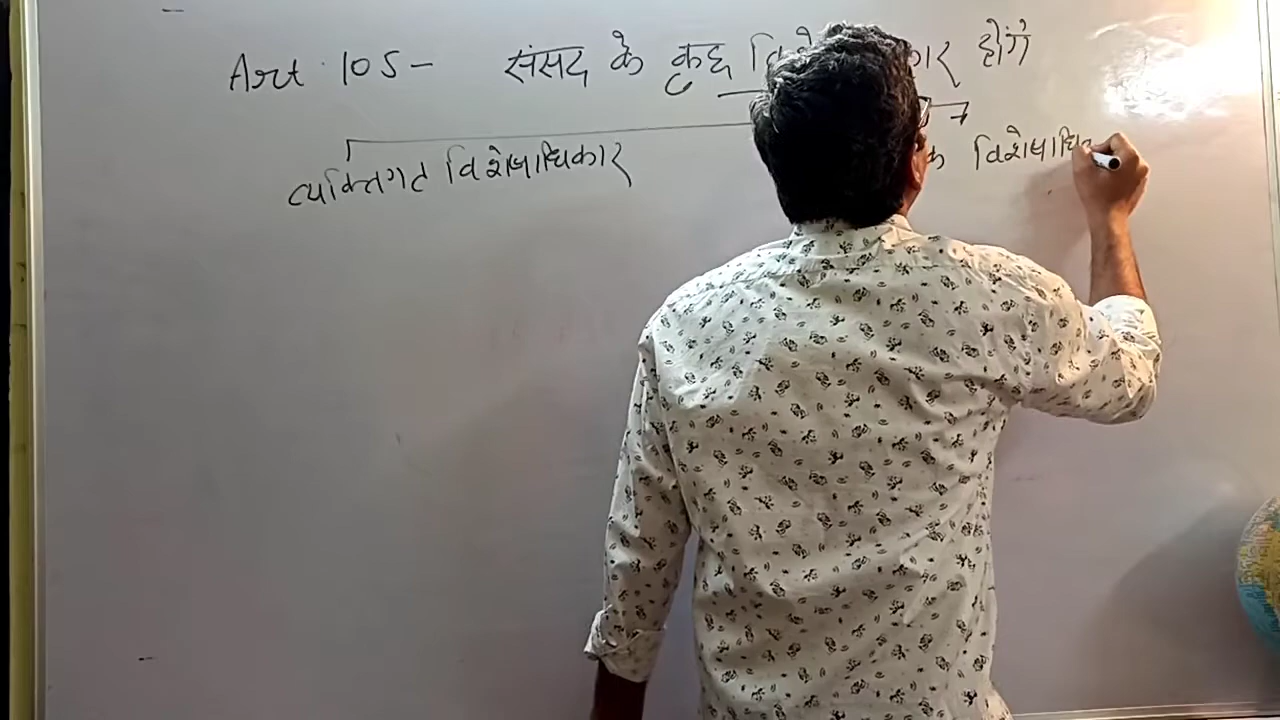 Art. 105 - संसद के कुछ होंगे
व्यक्तिगत विशेषाधिकार विशेषाधि